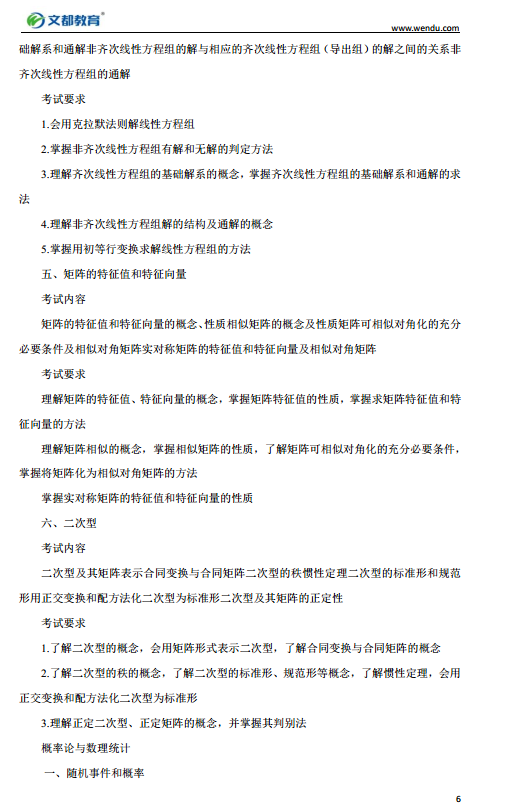 文都教育
www.wendu.com
础解系和通解非齐次线性方程组的解与相应的齐次线性方程组（导出组）的解之间的关系非
齐次线性方程组的通解
考试要求
1.会用克拉默法则解线性方程组
2.掌握非齐次线性方程组有解和无解的判定方法
3.理解齐次线性方程组的基础解系的概念，掌握齐次线性方程组的基础解系和通解的求
法
4.理解非齐次线性方程组解的结构及通解的概念
5.掌握用初等行变换求解线性方程组的方法
五、矩阵的特征值和特征向量
考试内容
矩阵的特征值和特征向量的概念、性质相似矩阵的概念及性质矩阵可相似对角化的充分
必要条件及相似对角矩阵实对称矩阵的特征值和特征向量及相似对角矩阵
考试要求
理解矩阵的特征值、特征向量的概念，掌握矩阵特征值的性质，掌握求矩阵特征值和特
征向量的方法
理解矩阵相似的概念，掌握相似矩阵的性质，了解矩阵可相似对角化的充分必要条件，
掌握将矩阵化为相似对角矩阵的方法
掌握实对称矩阵的特征值和特征向量的性质
六、二次型
考试内容
二次型及其矩阵表示合同变换与合同矩阵二次型的秩惯性定理二次型的标准形和规范
形用正交变换和配方法化二次型为标准形二次型及其矩阵的正定性
考试要求
1.了解二次型的概念，会用矩阵形式表示二次型，了解合同变换与合同矩阵的概念
2.了解二次型的秩的概念，了解二次型的标准形、规范形等概念，了解惯性定理，会用
正交变换和配方法化二次型为标准形
3.理解正定二次型、正定矩阵的概念，并掌握其判别法
概率论与数理统计
一、随机事件和概率
6